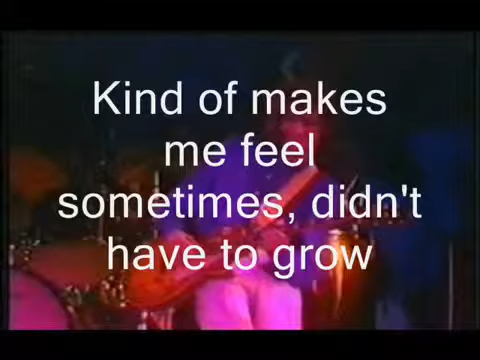 Kind of makes
me feel
sometimes, didn't
have to grow